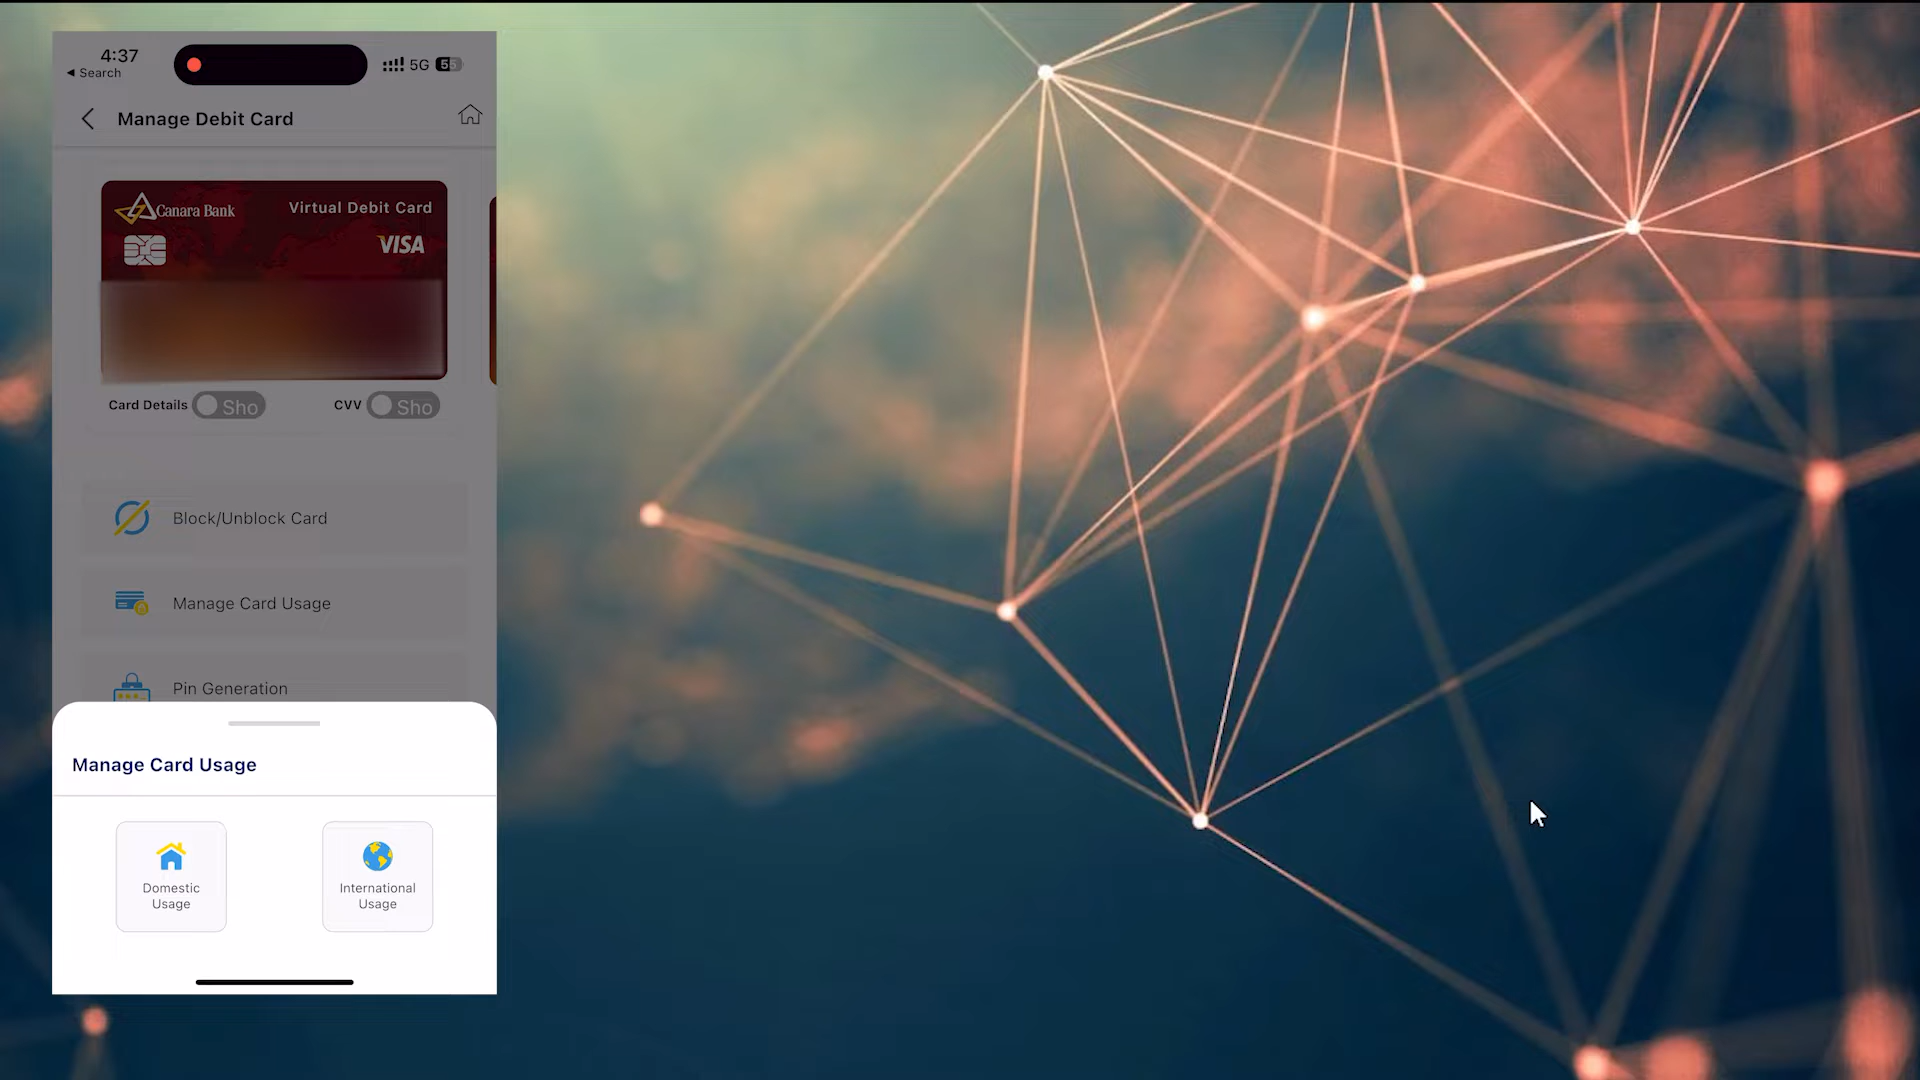 4:37
◄ Search
5G 55
Manage Debit Card
Canara Bank
Virtual Debit Card
VISA
Card Details Sho
CVV Sho
Block/Unblock Card
Manage Card Usage
Pin Generation
Manage Card Usage
Domestic
Usage
International
Usage